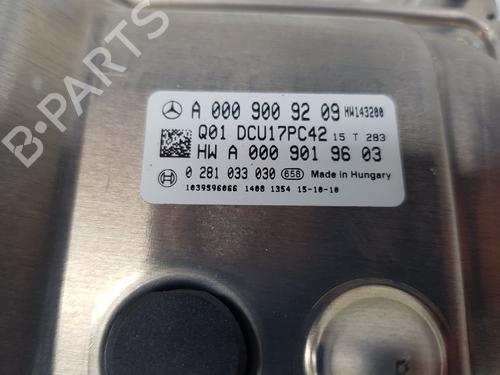 B-PARTS
A 000 900 92 09 HW143200
Q01 DCU17PC42 15 T 283
HW A 000 901 96 03
0 281 033 030 658 Made in Hungary
1039S96066 1408 1354 15-10-10